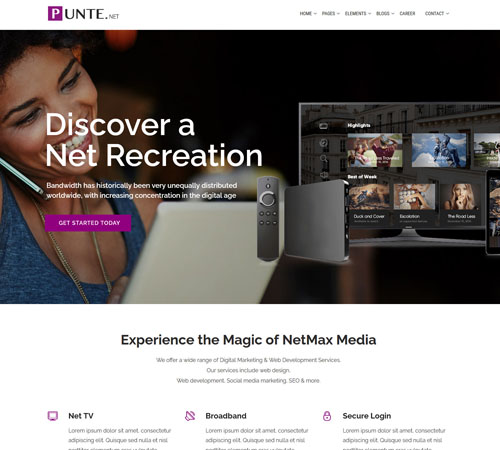 PUNTE.NET
HOME PAGES ELEMENTS BLOGS CAREER CONTACT
Discover a
Net Recreation
Bandwidth has historically been very unequally distributed
worldwide, with increasing concentration in the digital age
GET STARTED TODAY
Highlights
The Road Less Traveled
Escalation
Best of Week
Duck and Cover
Escalation
The Road Less
Experience the Magic of NetMax Media
We offer a wide range of Digital Marketing & Web Development Services.
Our services include web design,
Web development, Social media marketing, SEO & more.
Net TV
Broadband
Secure Login
Lorem ipsum dolor sit amet, consectetur
Lorem ipsum dolor sit amet, consectetur
Lorem ipsum dolor sit amet, consectetur
adipiscing elit. Quisque sed nulla et nisl
adipiscing elit. Quisque sed nulla et nisl
adipiscing elit. Quisque sed nulla et nisl